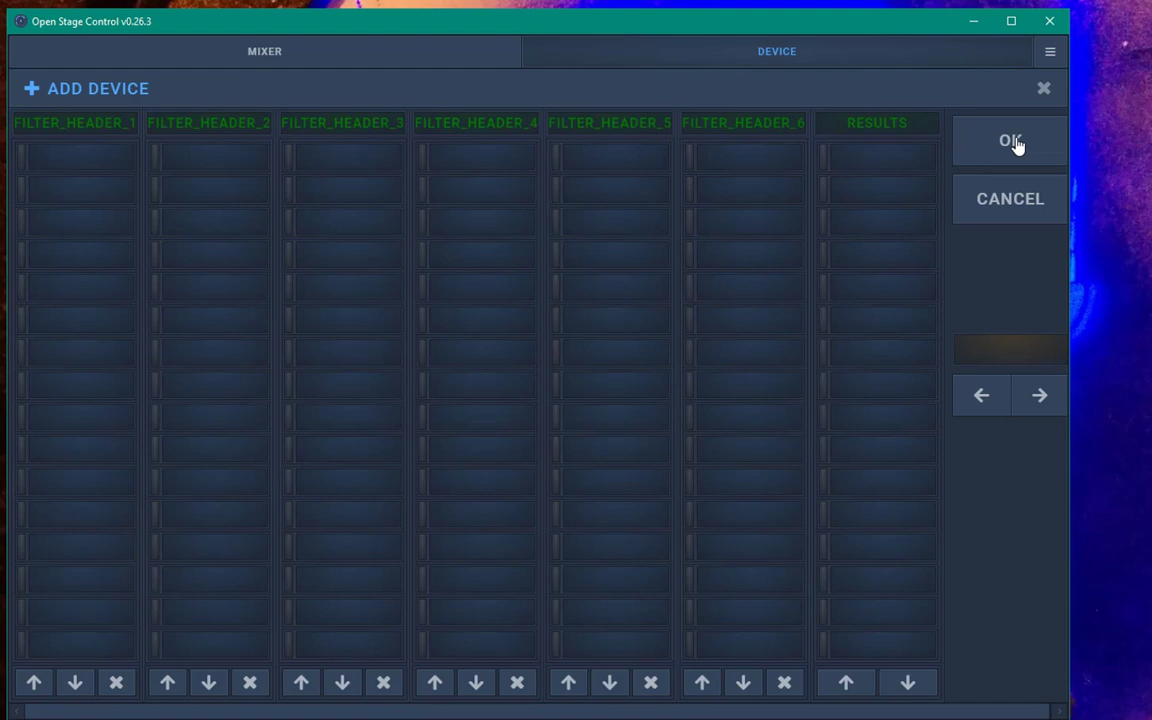 Open Stage Control v0.26.3
MIXER
DEVICE
ADD DEVICE
FILTER_HEADER_1
FILTER_HEADER_2
FILTER_HEADER_3
FILTER_HEADER_4
FILTER_HEADER_5
FILTER_HEADER_6
RESULTS
OK
CANCEL